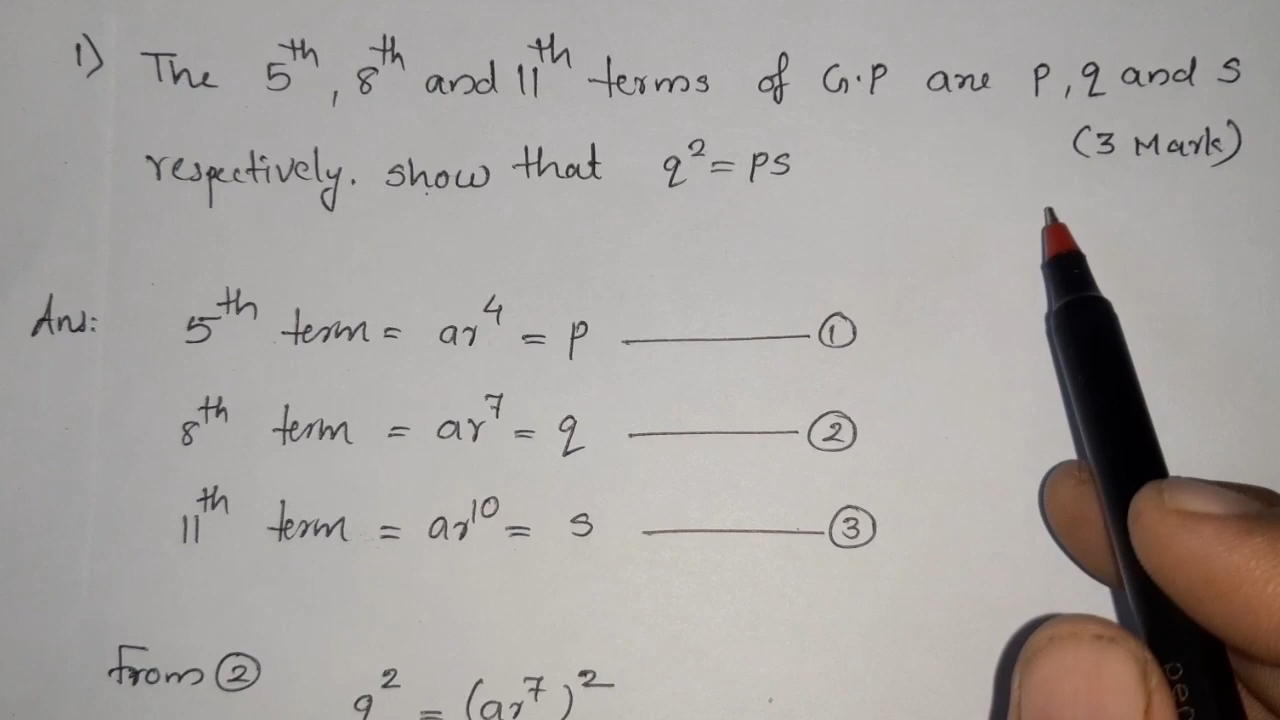 1) The 5th, 8th and 11th terms of G.P are p, q and s
(3 Mark)
respectively. show that q² = ps
Ans: 5th term = ar⁴ = p ——— ①
8th term = ar⁷ = q ——— ②
11th term = ar¹⁰ = s ——— ③
From ② q² = (ar⁷)²